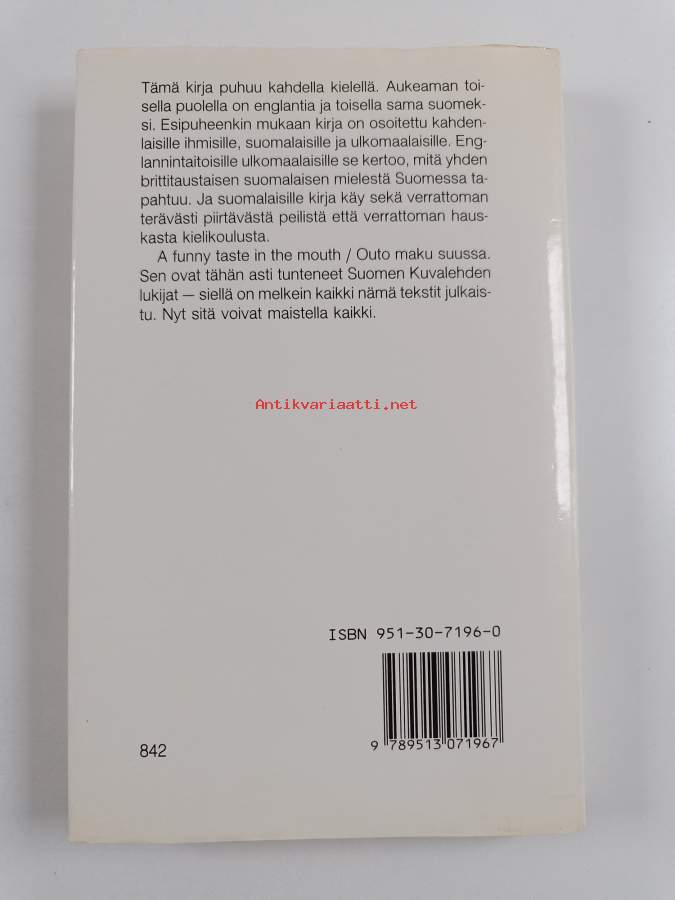 Tämä kirja puhuu kahdella kielellä. Aukeaman toi-
sella puolella on englantia ja toisella sama suomek-
si. Esipuheenkin mukaan kirja on osoitettu kahden-
laisille ihmisille, suomalaisille ja ulkomaalaisille. Eng-
lannintaitoisille ulkomaalaisille se kertoo, mitä yhden
brittitaustaisen suomalaisen mielestä Suomessa ta-
pahtuu. Ja suomalaisille kirja käy sekä verrattoman
terävästi piirtävästä peilistä että verrattoman haus-
kasta kielikoulusta.
A funny taste in the mouth / Outo maku suussa.
Sen ovat tähän asti tunteneet Suomen Kuvalehden
lukijat — siellä on melkein kaikki nämä tekstit julkais-
tu. Nyt sitä voivat maistella kaikki.
Antikvariaatti.net
ISBN 951-30-7196-0
9 789513 071967
842